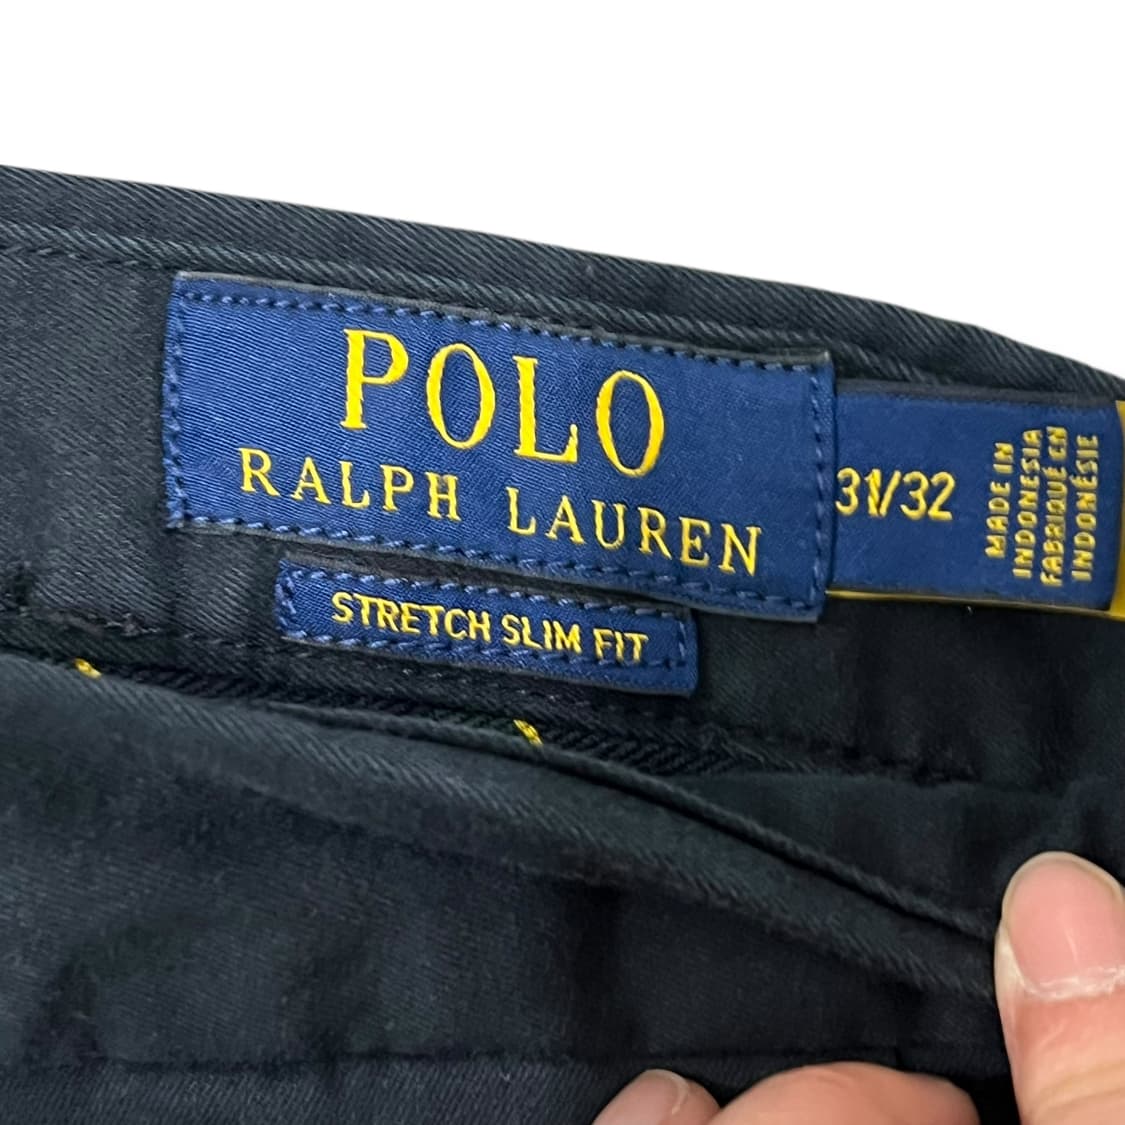 POLO
RALPH LAUREN
STRETCH SLIM FIT
31/32
MADE IN
INDONESIA
FABRIQUÉ EN
INDONÉSIE